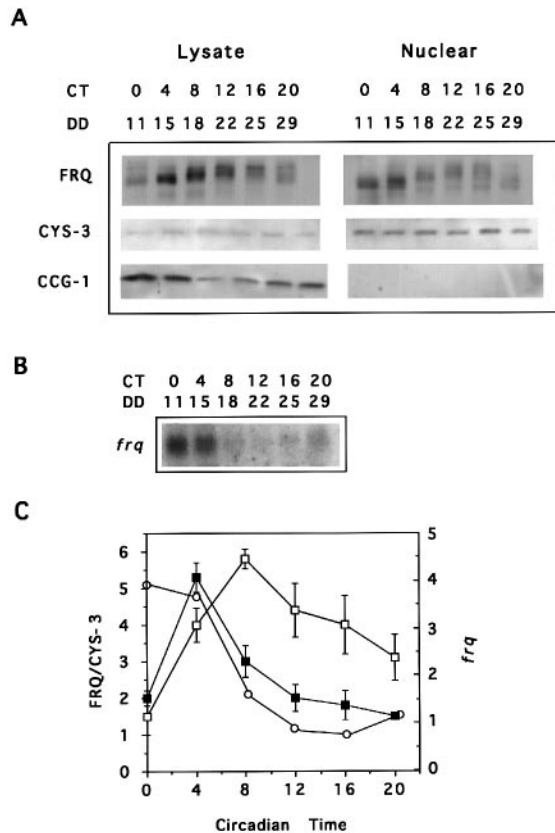 A
Lysate Nuclear
CT 0 4 8 12 16 20 0 4 8 12 16 20
DD 11 15 18 22 25 29 11 15 18 22 25 29
FRQ
CYS-3
CCG-1
B
CT 0 4 8 12 16 20
DD 11 15 18 22 25 29
frq
C
6
5
4
3
2
1
0
FRQ/CYS-3
5
4
3
2
1
0
frq
0 4 8 12 16 20
Circadian Time